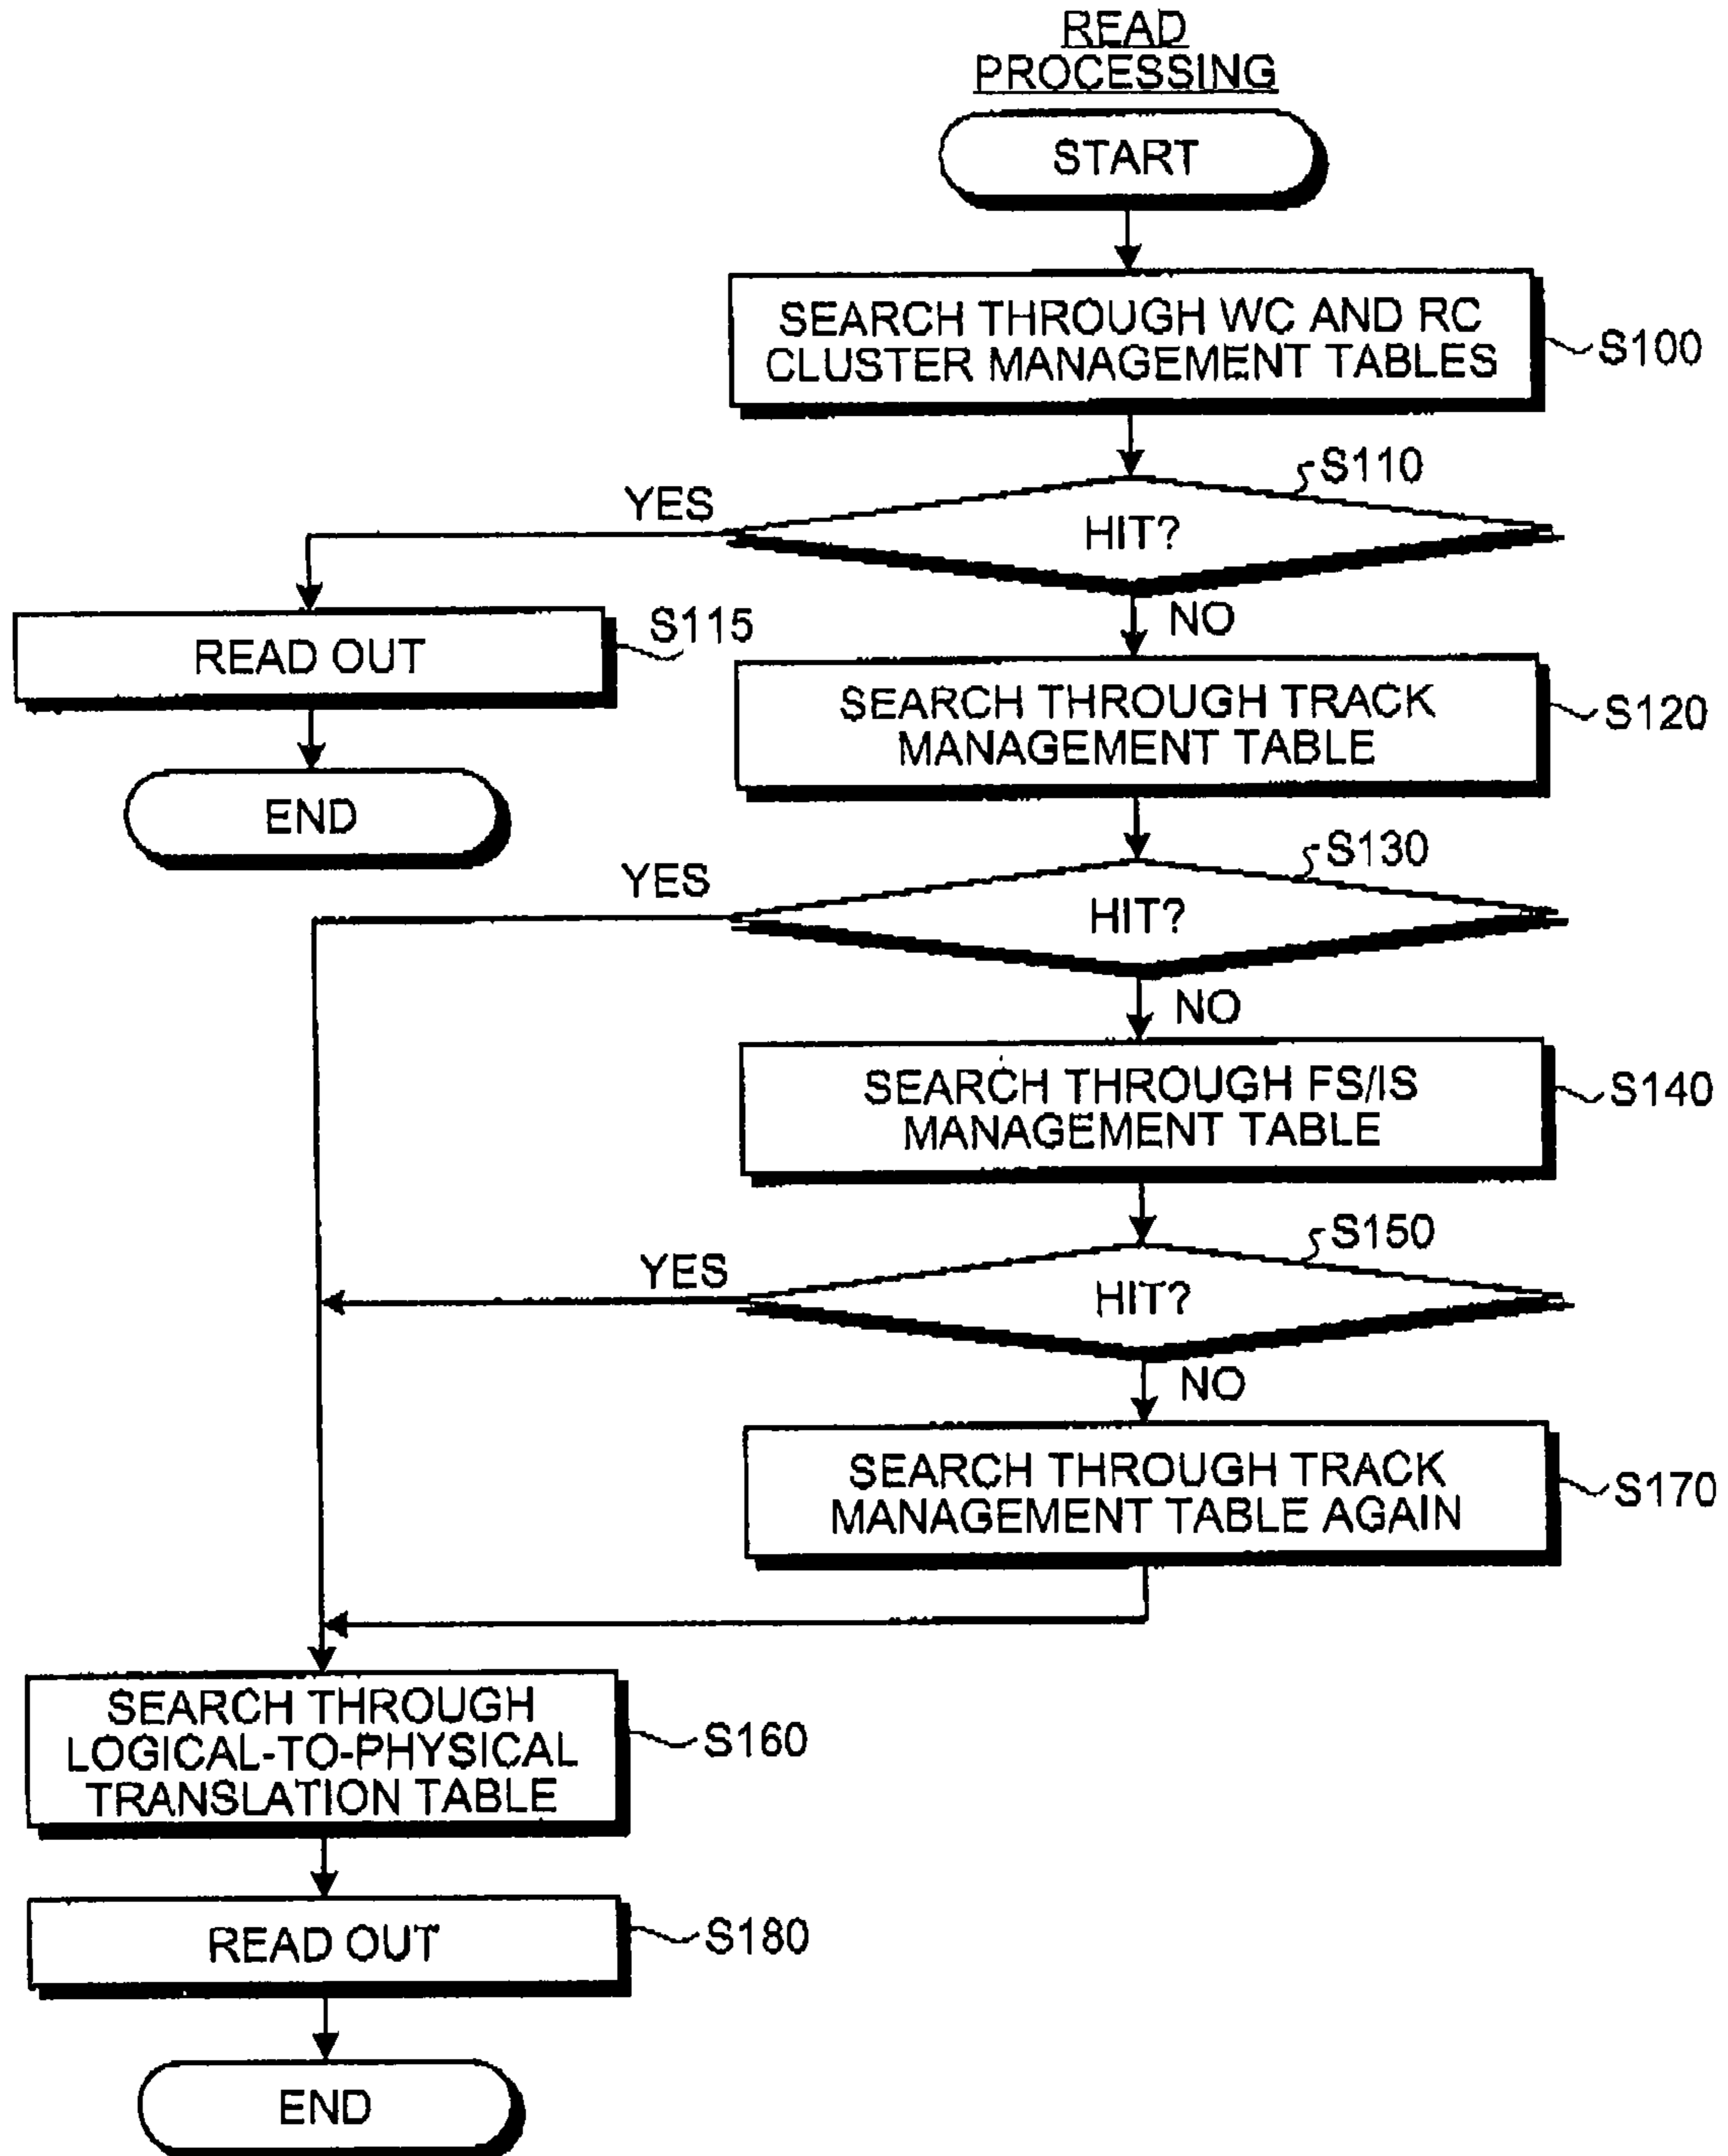 READ
PROCESSING
START
SEARCH THROUGH WC AND RC
CLUSTER MANAGEMENT TABLES
S100
S110
YES
HIT?
NO
READ OUT
S115
END
SEARCH THROUGH TRACK
MANAGEMENT TABLE
S120
S130
YES
HIT?
NO
SEARCH THROUGH FS/IS
MANAGEMENT TABLE
S140
S150
YES
HIT?
NO
SEARCH THROUGH TRACK
MANAGEMENT TABLE AGAIN
S170
SEARCH THROUGH
LOGICAL-TO-PHYSICAL
TRANSLATION TABLE
S160
READ OUT
S180
END